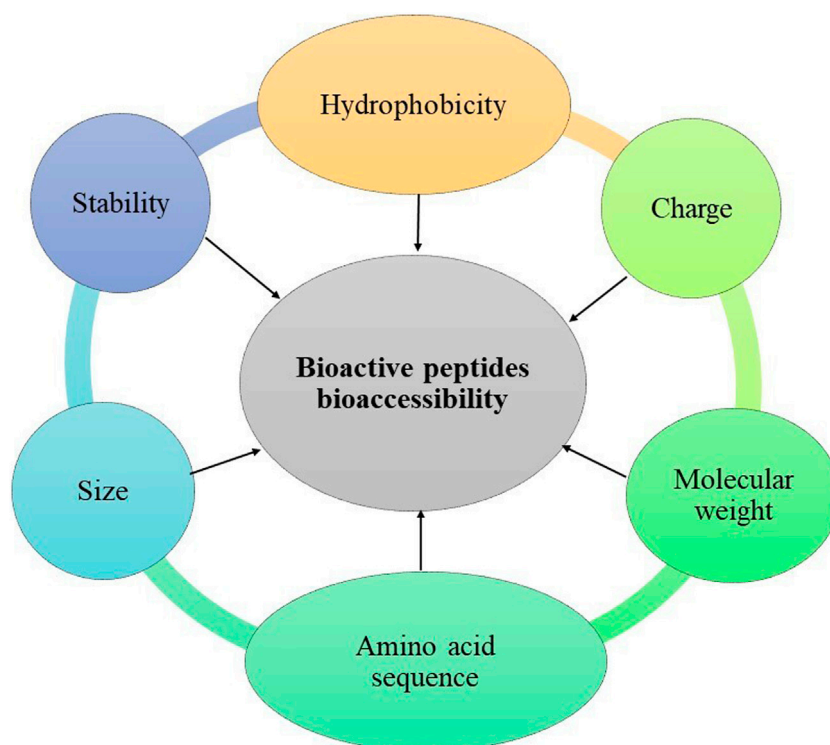 Hydrophobicity
Stability
Charge
Bioactive peptides
bioaccessibility
Size
Molecular
weight
Amino acid
sequence